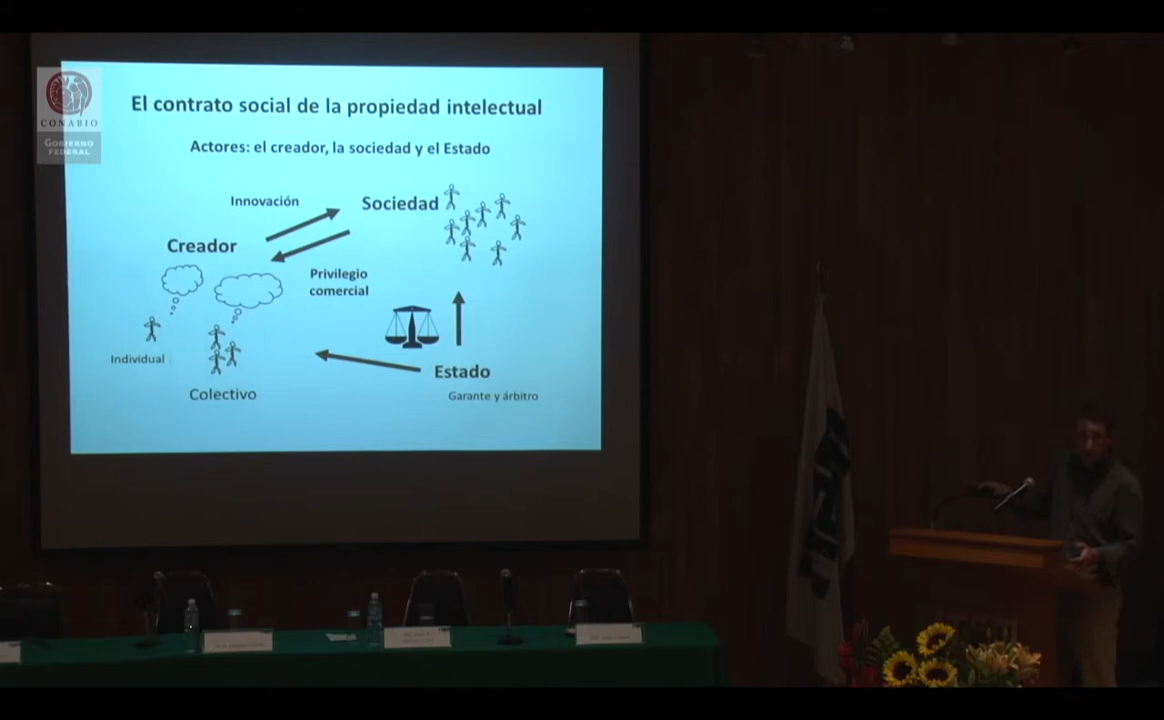 CONABIO
GOBIERNO
FEDERAL
El contrato social de la propiedad intelectual
Actores: el creador, la sociedad y el Estado
Innovación
Sociedad
Creador
Privilegio
comercial
Individual
Colectivo
Estado
Garante y árbitro